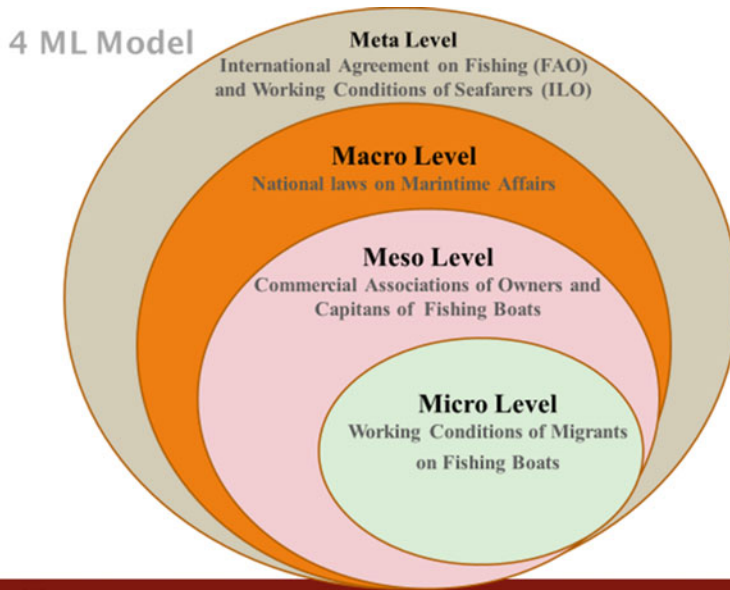 4 ML Model
Meta Level
International Agreement on Fishing (FAO)
and Working Conditions of Seafarers (ILO)
Macro Level
National laws on Marintime Affairs
Meso Level
Commercial Associations of Owners and
Capitans of Fishing Boats
Micro Level
Working Conditions of Migrants
on Fishing Boats